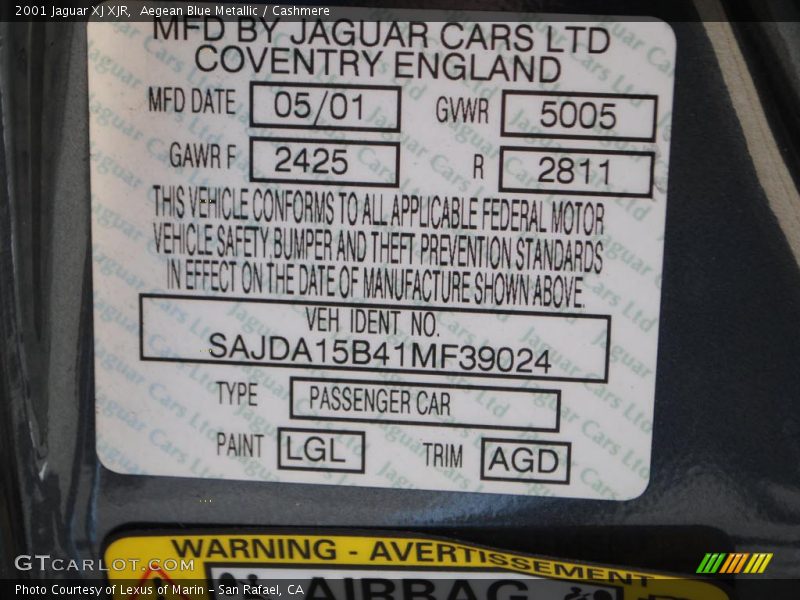 2001 Jaguar XJ XJR, Aegean Blue Metallic / Cashmere
MFD BY JAGUAR CARS LTD
COVENTRY ENGLAND
MFD DATE 05/01 GVWR 5005
GAWR F 2425 R 2811
THIS VEHICLE CONFORMS TO ALL APPLICABLE FEDERAL MOTOR
VEHICLE SAFETY, BUMPER AND THEFT PREVENTION STANDARDS
IN EFFECT ON THE DATE OF MANUFACTURE SHOWN ABOVE.
VEH. IDENT. NO.
SAJDA15B41MF39024
TYPE PASSENGER CAR
PAINT LGL TRIM AGD
WARNING - AVERTISSEMENT
AIRBAG
GTCARLOT.COM
Photo Courtesy of Lexus of Marin – San Rafael, CA